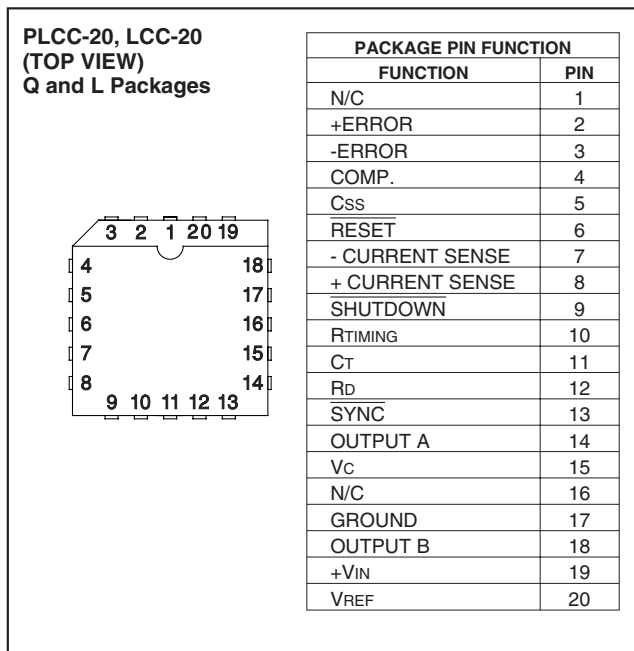 PLCC-20, LCC-20
(TOP VIEW)
Q and L Packages
3 2 1 20 19
4 18
5 17
6 16
7 15
8 14
9 10 11 12 13
PACKAGE PIN FUNCTION
FUNCTION PIN
N/C 1
+ERROR 2
-ERROR 3
COMP. 4
CSS 5
RESET 6
- CURRENT SENSE 7
+ CURRENT SENSE 8
SHUTDOWN 9
RTIMING 10
CT 11
RD 12
SYNC 13
OUTPUT A 14
VC 15
N/C 16
GROUND 17
OUTPUT B 18
+VIN 19
VREF 20